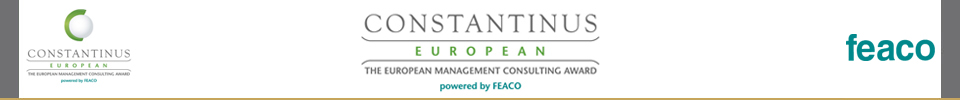 CONSTANTINUS
EUROPEAN
THE EUROPEAN MANAGEMENT CONSULTING AWARD
powered by FEACO
CONSTANTINUS
EUROPEAN
THE EUROPEAN MANAGEMENT CONSULTING AWARD
powered by FEACO
feaco